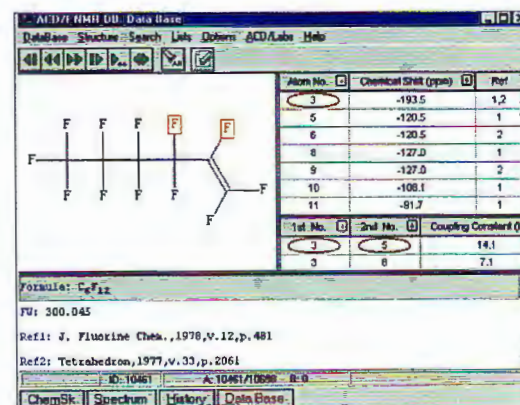 ACD/FNMR DB: Data Base
DataBase Structure Search Lists Options ACD/Labs Help
Atom No. Chemical Shift (ppm) Ref
3 -193.5 1,2
5 -120.5 1
6 -120.5 2
8 -127.0 1
9 -127.0 2
10 -108.1 1
11 -91.7 1
F F F F F
F F
F F F F F
1st No. 2nd No. Coupling Constant (
3 5 14.1
3 6 7.1
Formula: C6F12
FW: 300.045
Ref1: J. Fluorine Chem.,1978,v.12,p.481
Ref2: Tetrahedron,1977,v.33,p.2061
ID: 10461 A: 10461/10698 B: 0
ChemSk. Spectrum History Data Base